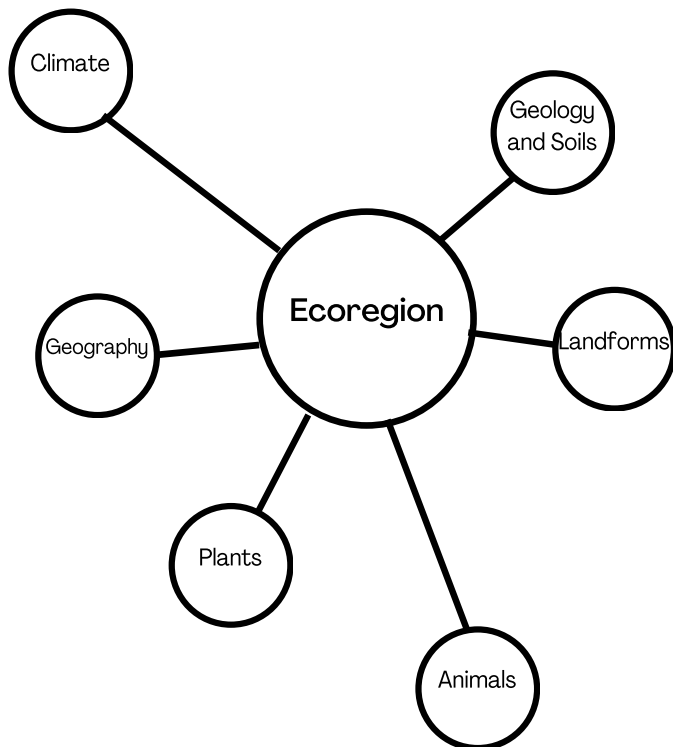 Climate
Geology
and Soils
Ecoregion
Landforms
Geography
Plants
Animals